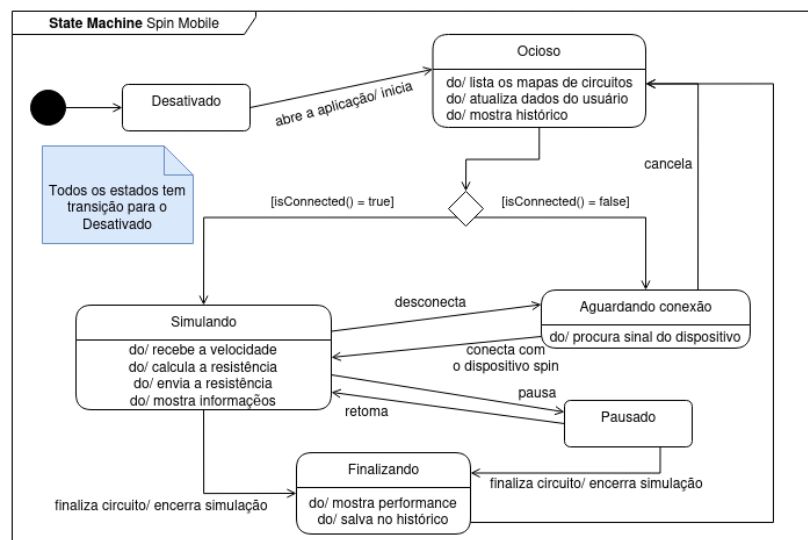 State Machine Spin Mobile
Ocioso
do/ lista os mapas de circuitos
do/ atualiza dados do usuário
do/ mostra histórico
Desativado
abre a aplicação/ inicia
Todos os estados tem
transição para o
Desativado
cancela
[isConnected() = true]
[isConnected() = false]
Simulando
do/ recebe a velocidade
do/ calcula a resistência
do/ envia a resistência
do/ mostra informações
desconecta
Aguardando conexão
do/ procura sinal do dispositivo
conecta com
o dispositivo spin
pausa
retoma
Pausado
Finalizando
do/ mostra performance
do/ salva no histórico
finaliza circuito/ encerra simulação
finaliza circuito/ encerra simulação